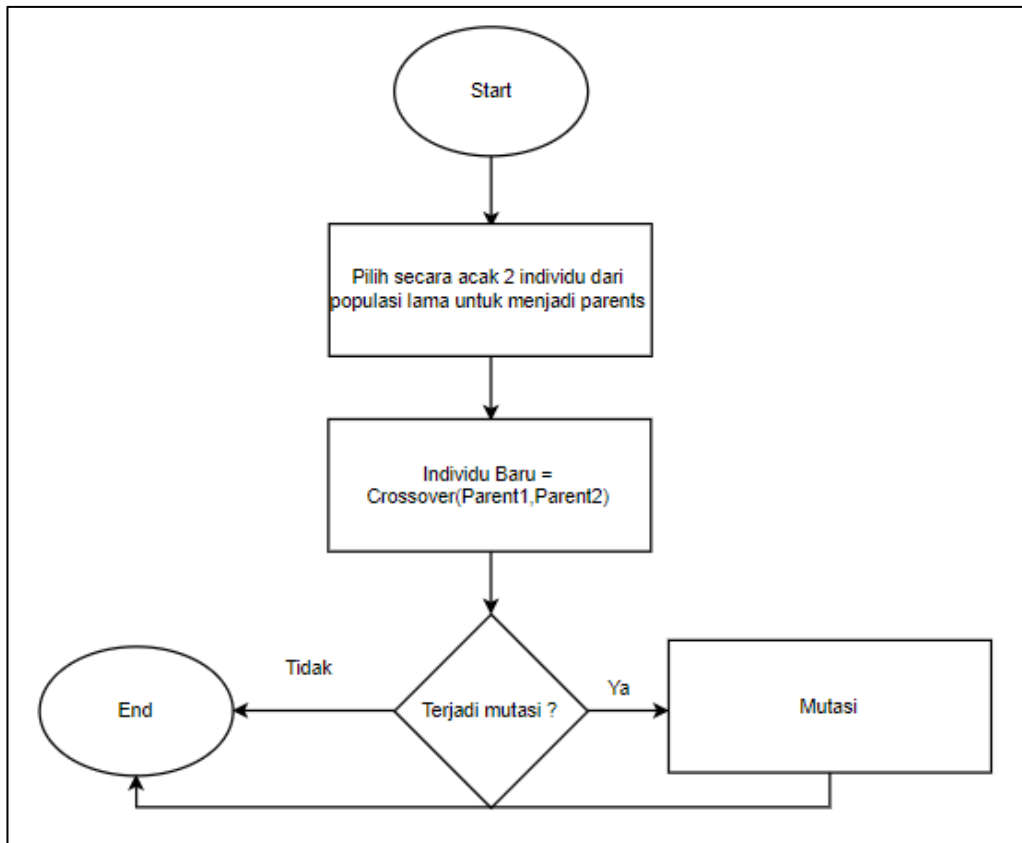 Start
Pilih secara acak 2 individu dari
populasi lama untuk menjadi parents
Individu Baru =
Crossover(Parent1,Parent2)
Tidak
End
Terjadi mutasi ?
Ya
Mutasi